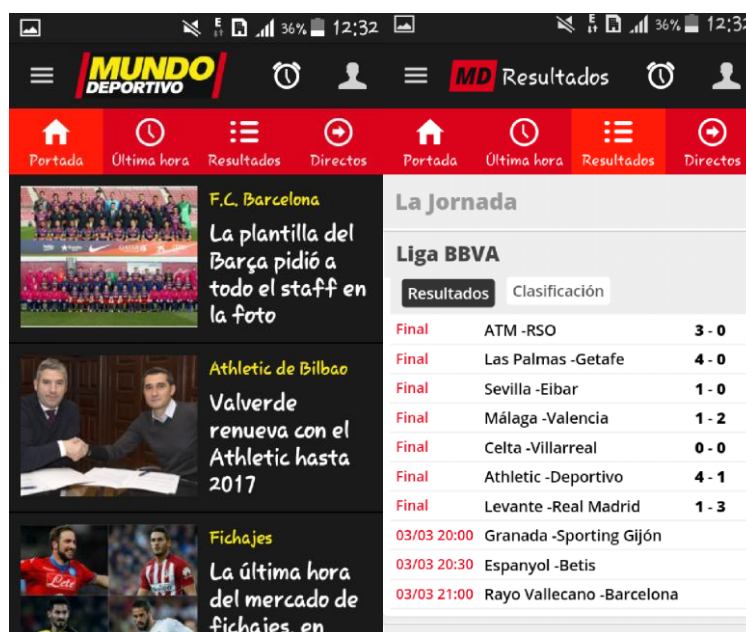 36% 12:32
MUNDO
DEPORTIVO
Portada Última hora Resultados Directos
F.C. Barcelona
La plantilla del
Barça pidió a
todo el staff en
la foto
Athletic de Bilbao
Valverde
renueva con el
Athletic hasta
2017
Fichajes
La última hora
del mercado de
fichajes, en
36% 12:32
MD Resultados
Portada Última hora Resultados Directos
La Jornada
Liga BBVA
Resultados Clasificación
Final ATM -RSO 3 - 0
Final Las Palmas -Getafe 4 - 0
Final Sevilla -Eibar 1 - 0
Final Málaga -Valencia 1 - 2
Final Celta -Villarreal 0 - 0
Final Athletic -Deportivo 4 - 1
Final Levante -Real Madrid 1 - 3
03/03 20:00 Granada -Sporting Gijón
03/03 20:30 Espanyol -Betis
03/03 21:00 Rayo Vallecano -Barcelona